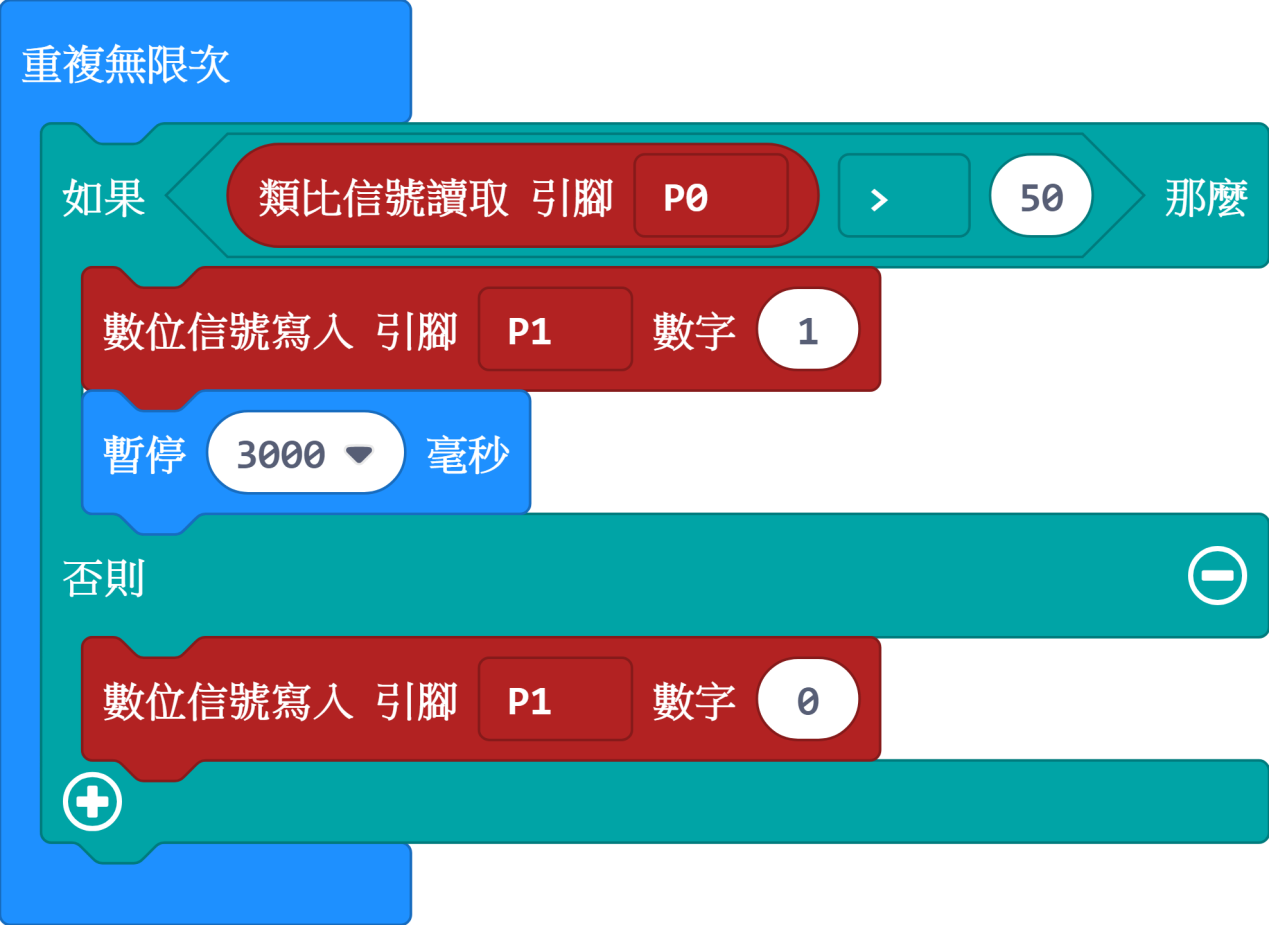 重複無限次
如果 類比信號讀取 引腳 P0 > 50 那麼
數位信號寫入 引腳 P1 數字 1
暫停 3000 毫秒
否則
數位信號寫入 引腳 P1 數字 0